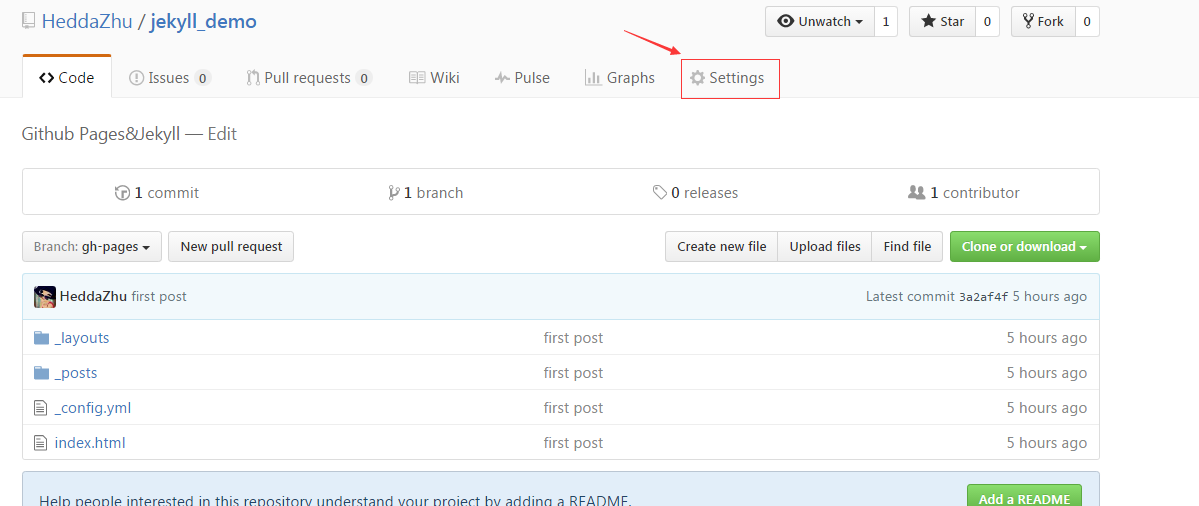 HeddaZhu / jekyll_demo
Unwatch 1 Star 0 Fork 0
Code Issues 0 Pull requests 0 Wiki Pulse Graphs Settings
Github Pages&Jekyll — Edit
1 commit 1 branch 0 releases 1 contributor
Branch: gh-pages New pull request Create new file Upload files Find file Clone or download
HeddaZhu first post Latest commit 3a2af4f 5 hours ago
_layouts first post 5 hours ago
_posts first post 5 hours ago
_config.yml first post 5 hours ago
index.html first post 5 hours ago
Help people interested in this repository understand your project by adding a README. Add a README